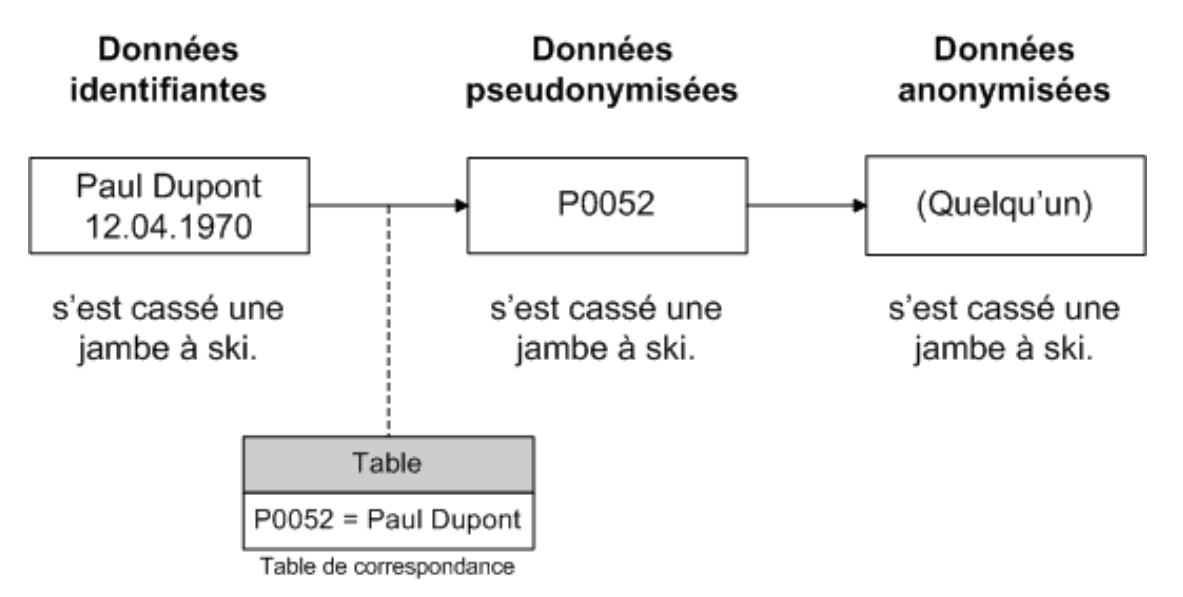 Données
identifiantes
Données
pseudonymisées
Données
anonymisées
Paul Dupont
12.04.1970
P0052
(Quelqu'un)
s'est cassé une
jambe à ski.
s'est cassé une
jambe à ski.
s'est cassé une
jambe à ski.
Table
P0052 = Paul Dupont
Table de correspondance